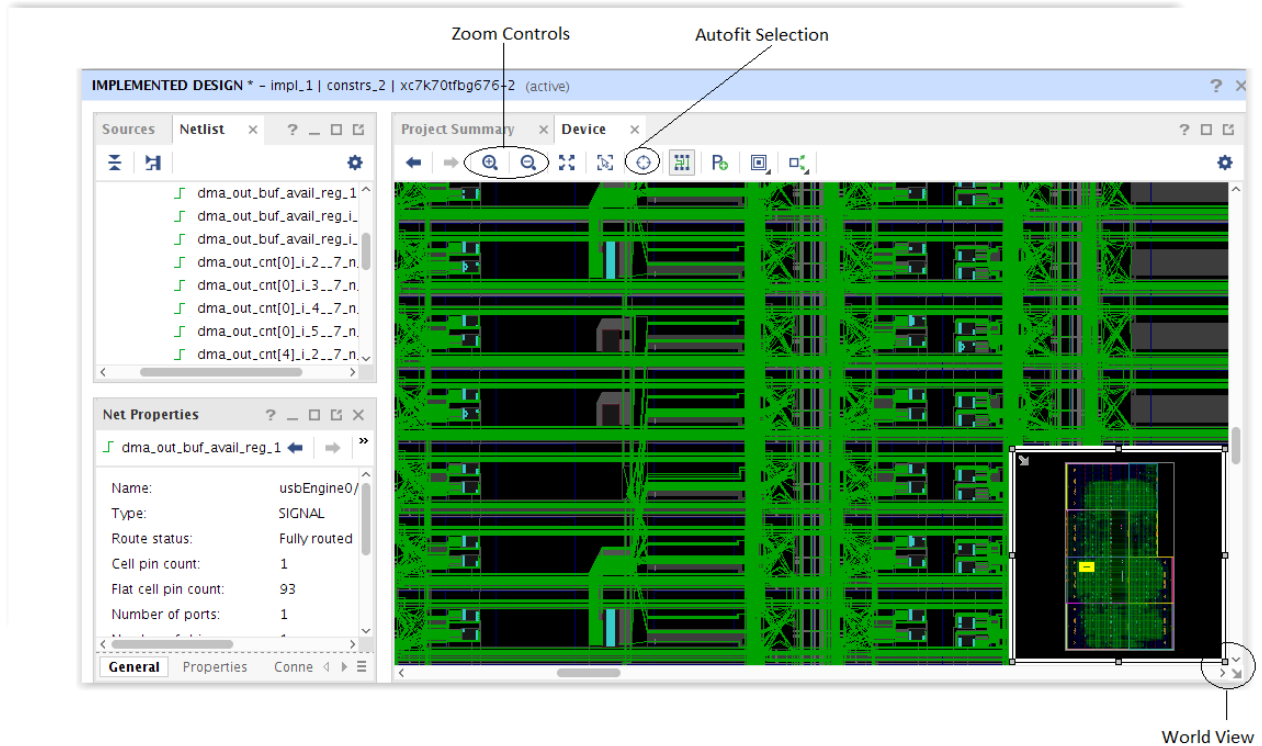 Zoom Controls
Autofit Selection
IMPLEMENTED DESIGN * - impl_1 | constrs_2 | xc7k70tfbg676-2 (active)
Sources Netlist
Project Summary Device
dma_out_buf_avail_reg_1
dma_out_buf_avail_reg_i_
dma_out_buf_avail_reg_i_
dma_out_cnt[0]_i_2__7_n
dma_out_cnt[0]_i_3__7_n
dma_out_cnt[0]_i_4__7_n
dma_out_cnt[0]_i_5__7_n
dma_out_cnt[4]_i_2__7_n
Net Properties
dma_out_buf_avail_reg_1
Name: usbEngine0/
Type: SIGNAL
Route status: Fully routed
Cell pin count: 1
Flat cell pin count: 93
Number of ports: 1
General Properties Conne
World View